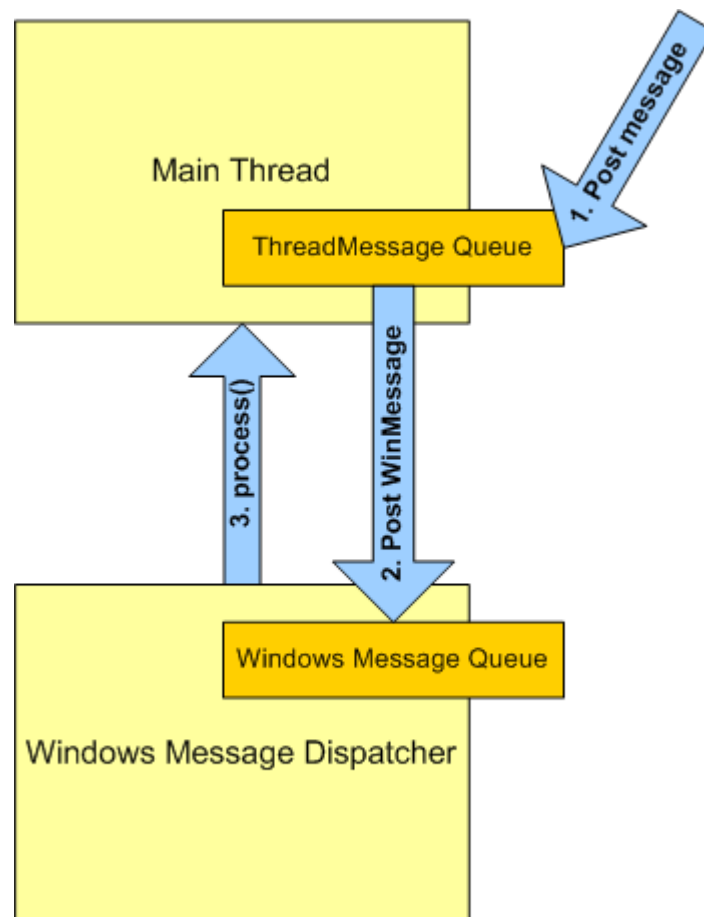 1. Post message
Main Thread
ThreadMessage Queue
2. Post WinMessage
3. process()
Windows Message Queue
Windows Message Dispatcher